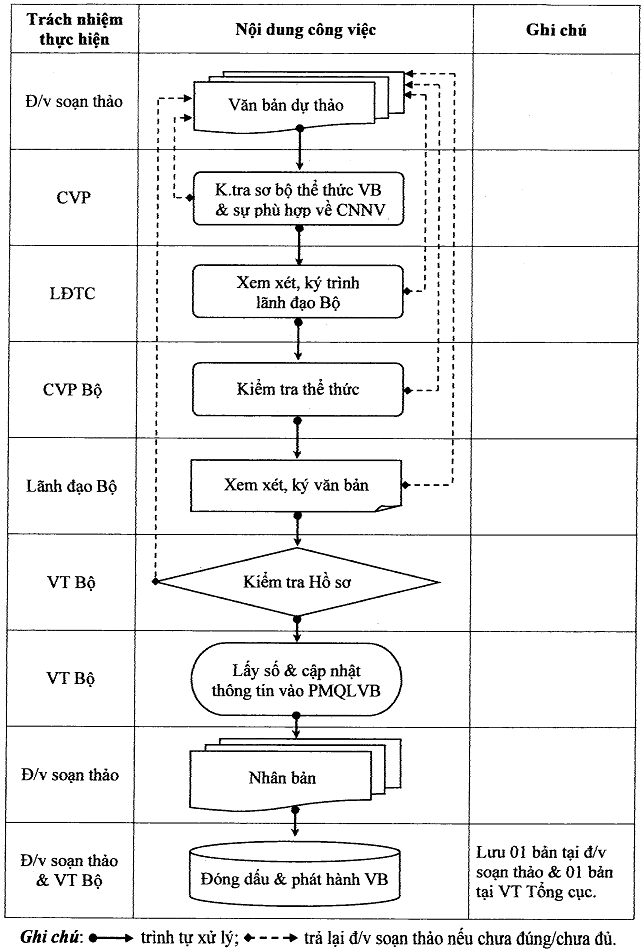 Trách nhiệm
thực hiện
Nội dung công việc
Ghi chú
Đ/v soạn thảo
Văn bản dự thảo
CVP
K.tra sơ bộ thể thức VB
& sự phù hợp về CNNV
LĐTC
Xem xét, ký trình
lãnh đạo Bộ
CVP Bộ
Kiểm tra thể thức
Lãnh đạo Bộ
Xem xét, ký văn bản
VT Bộ
Kiểm tra Hồ sơ
VT Bộ
Lấy số & cập nhật
thông tin vào PMQLVB
Đ/v soạn thảo
Nhân bản
Đ/v soạn thảo
& VT Bộ
Đóng dấu & phát hành VB
Lưu 01 bản tại đ/v
soạn thảo & 01 bản
tại VT Tổng cục.
Ghi chú: trình tự xử lý; trả lại đ/v soạn thảo nếu chưa đúng/chưa đủ.